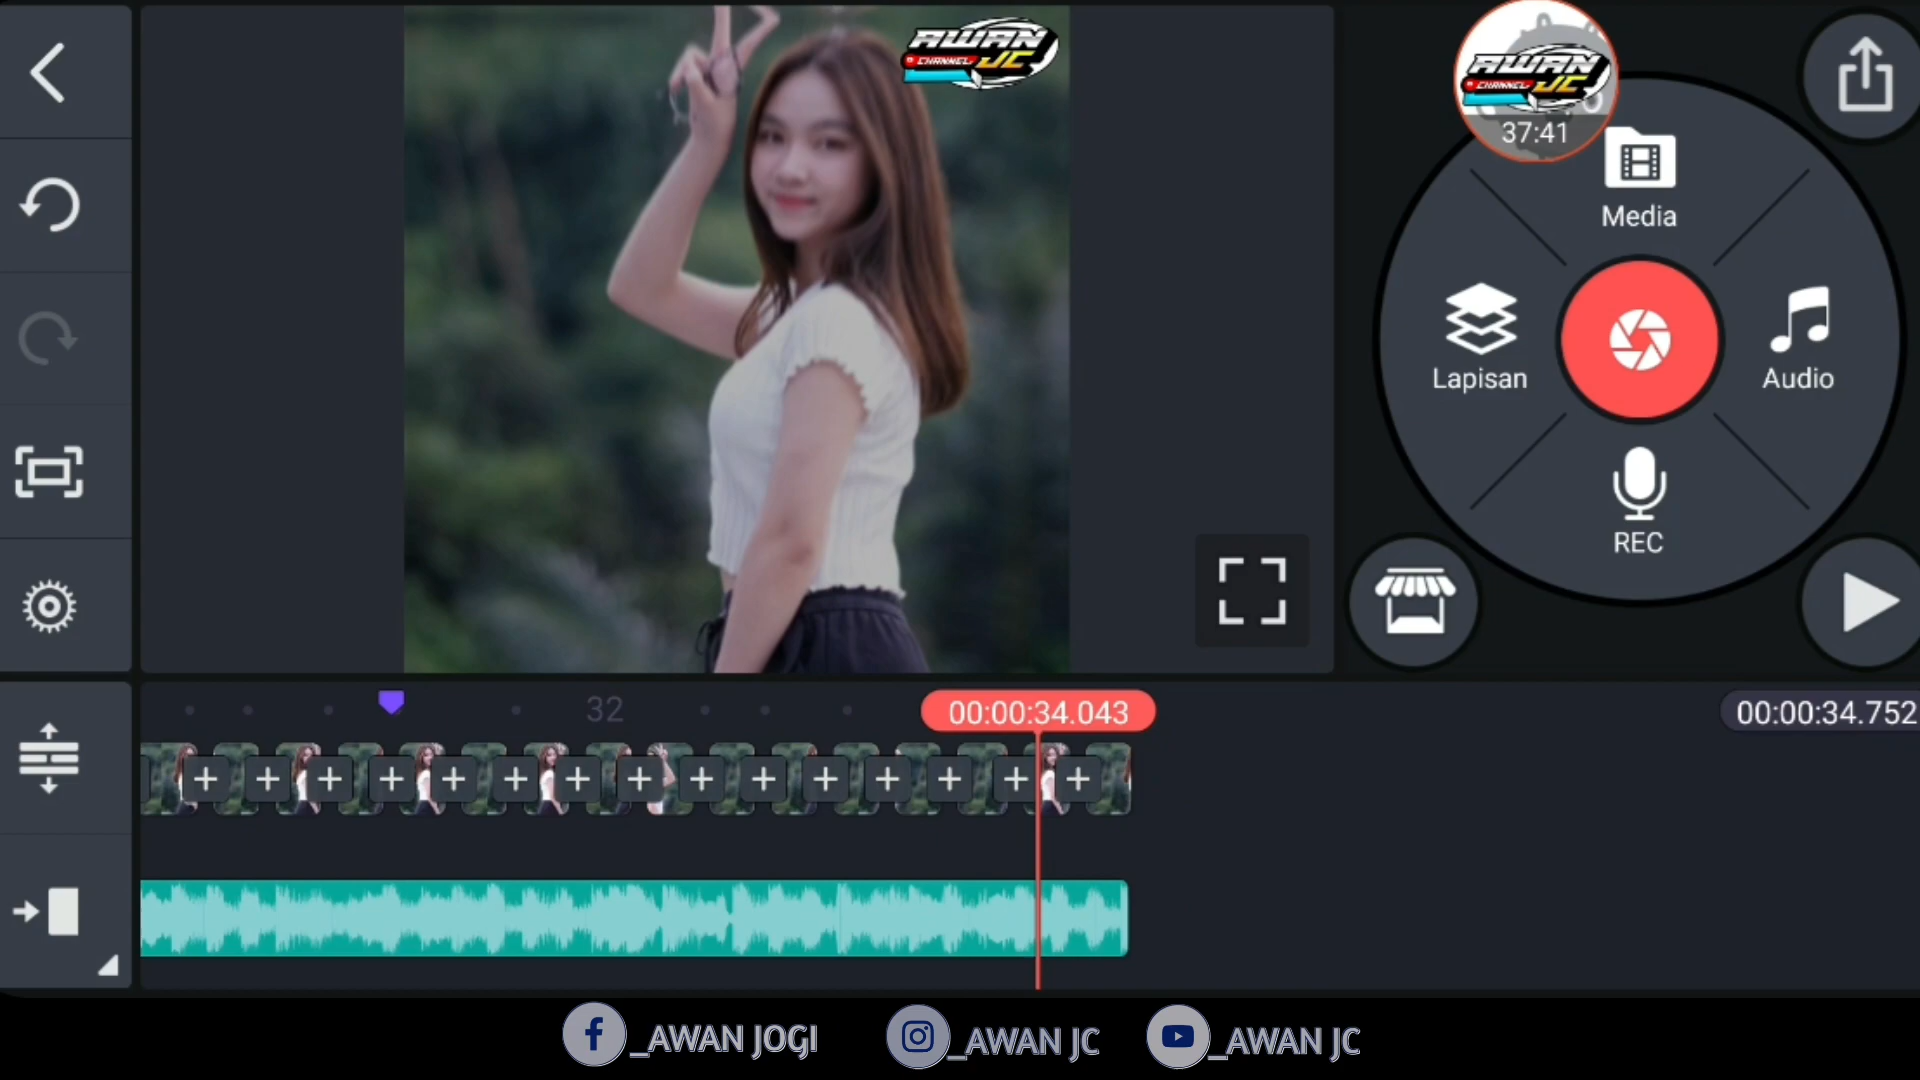 AWAN
CHANNEL JC
AWAN
CHANNEL JC
37:41
Media
Lapisan
Audio
REC
32
00:00:34.043
00:00:34.752
_AWAN JOGI
_AWAN JC
_AWAN JC